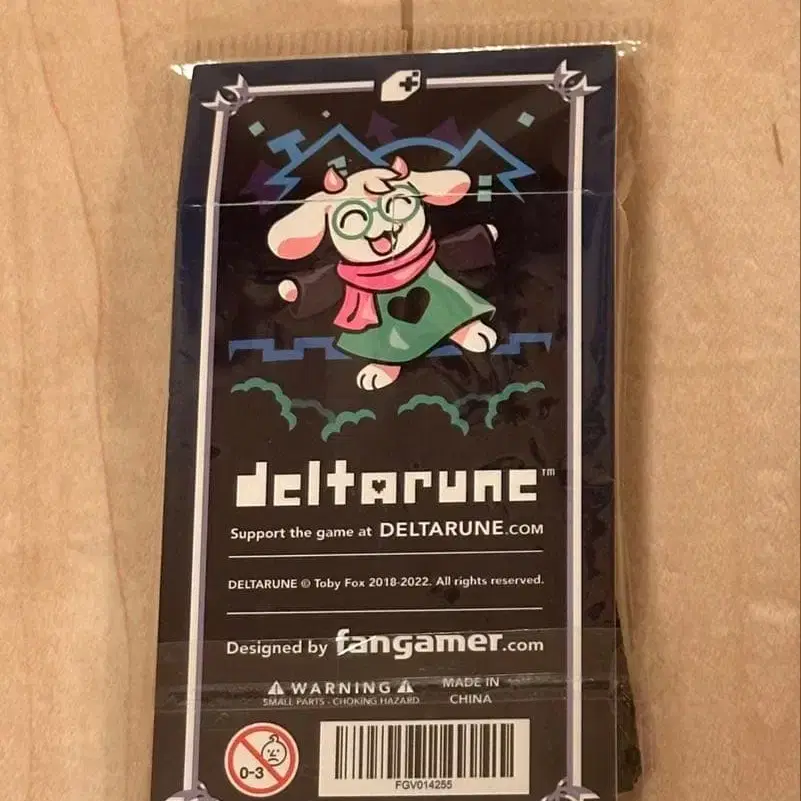 deltarune™
Support the game at DELTARUNE.COM
DELTARUNE © Toby Fox 2018-2022. All rights reserved.
Designed by fangamer.com
WARNING
SMALL PARTS - CHOKING HAZARD
MADE IN
CHINA
0-3
FGV014255